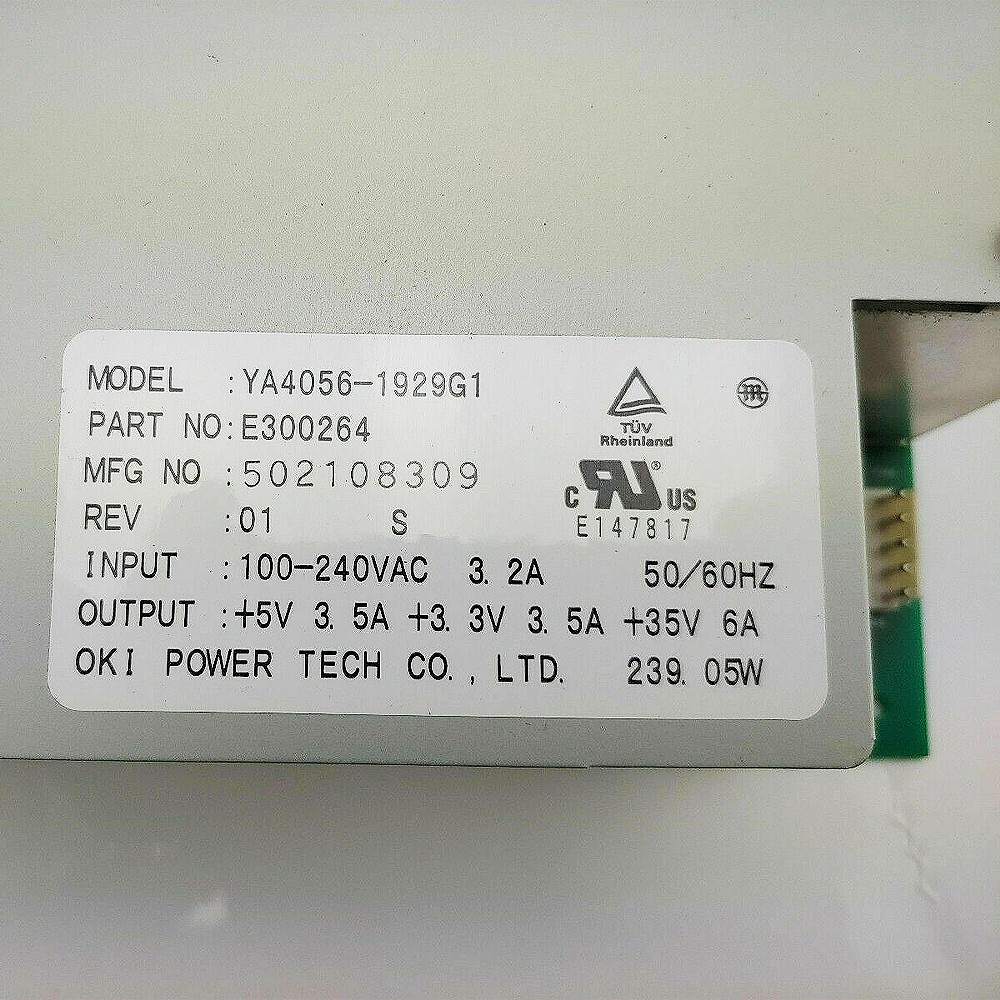 MODEL :YA4056-1929G1
PART NO:E300264
MFG NO :502108309
REV :01 S
INPUT :100-240VAC 3.2A 50/60HZ
OUTPUT :+5V 3.5A +3.3V 3.5A +35V 6A
OKI POWER TECH CO., LTD. 239.05W
TÜV
Rheinland
C RU ® US
E147817